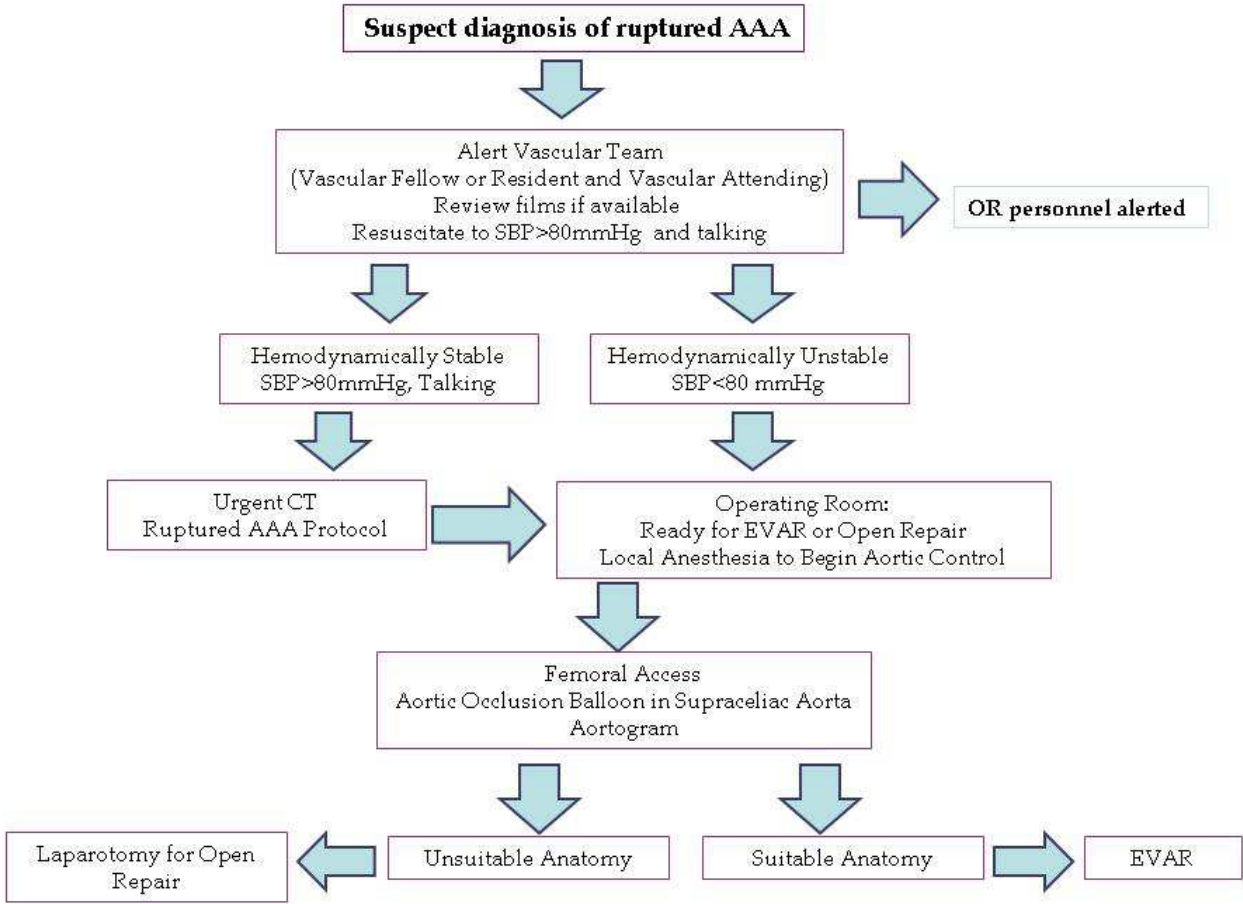 Suspect diagnosis of ruptured AAA
Alert Vascular Team
(Vascular Fellow or Resident and Vascular Attending)
Review films if available
Resuscitate to SBP>80mmHg and talking
OR personnel alerted
Hemodynamically Stable
SBP>80mmHg, Talking
Hemodynamically Unstable
SBP<80 mmHg
Urgent CT
Ruptured AAA Protocol
Operating Room:
Ready for EVAR or Open Repair
Local Anesthesia to Begin Aortic Control
Femoral Access
Aortic Occlusion Balloon in Supraceliac Aorta
Aortogram
Laparotomy for Open
Repair
Unsuitable Anatomy
Suitable Anatomy
EVAR